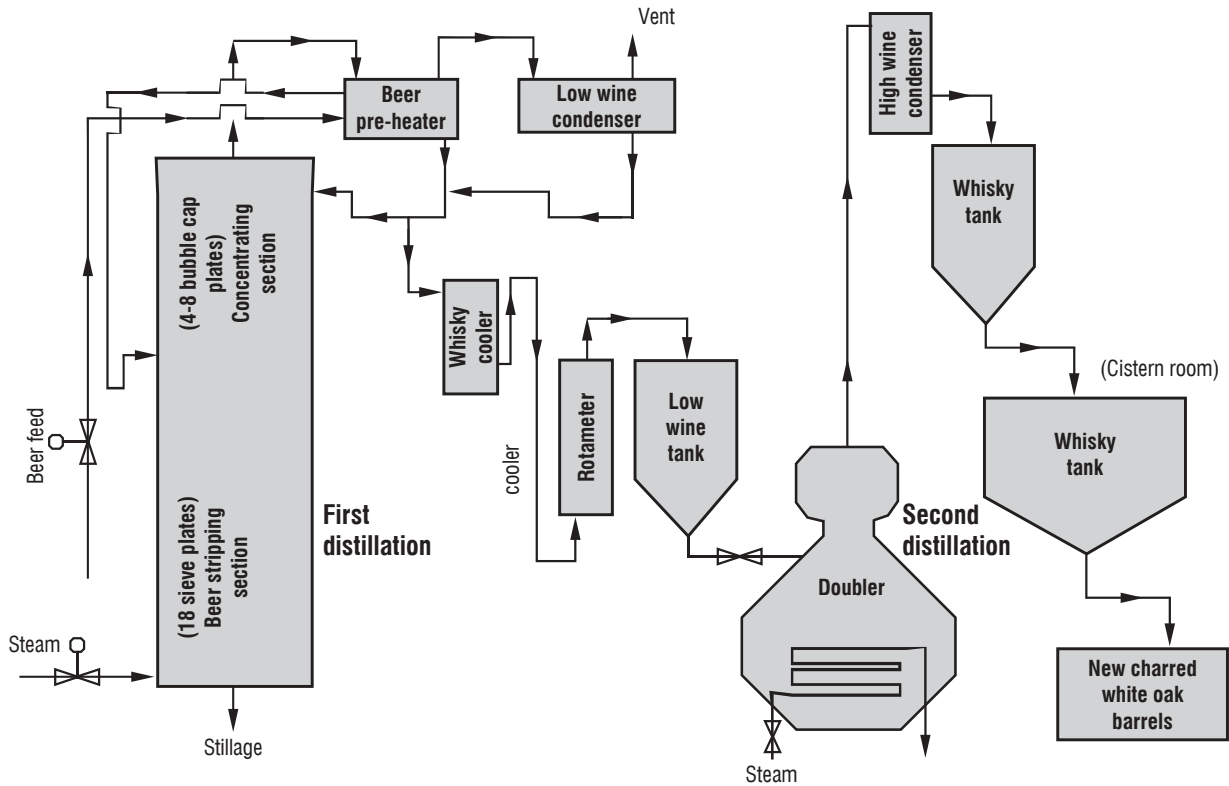 Vent
Beer
pre-heater
Low wine
condenser
High wine
condenser
Whisky
tank
(4-8 bubble cap
plates)
Concentrating
section
Whisky
cooler
cooler
Rotameter
Low
wine
tank
(Cistern room)
Whisky
tank
Beer feed
(18 sieve plates)
Beer stripping
section
First
distillation
Second
distillation
Doubler
Steam
Stillage
Steam
New charred
white oak
barrels